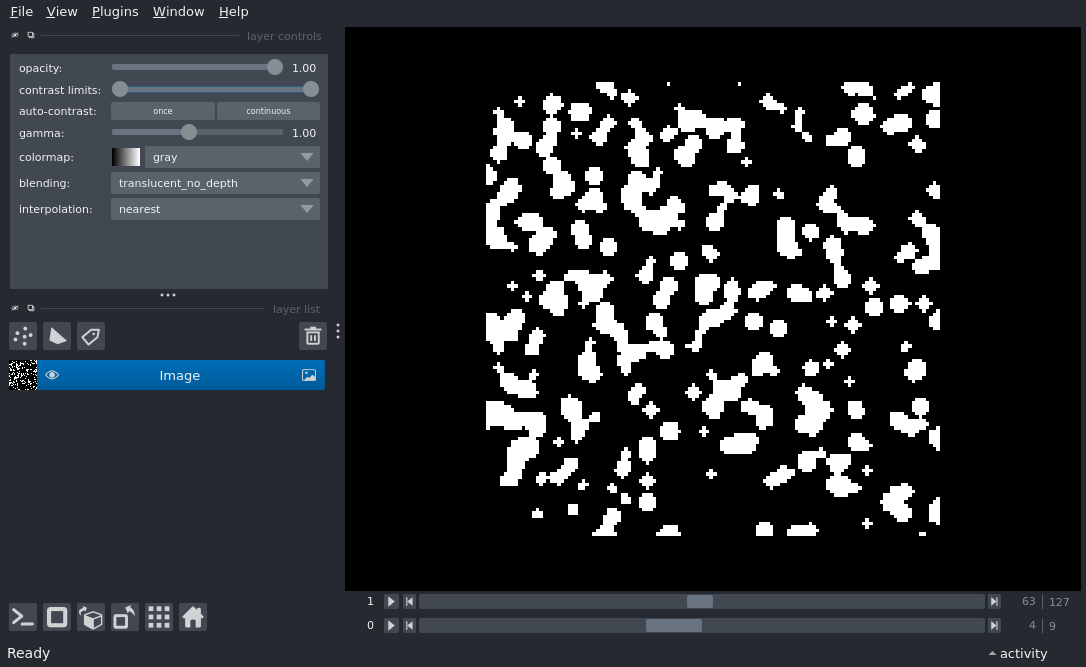 File View Plugins Window Help
layer controls
opacity: 1.00
contrast limits:
auto-contrast: once continuous
gamma: 1.00
colormap: gray
blending: translucent_no_depth
interpolation: nearest
layer list
Image
1 63 127
0 4 9
Ready activity